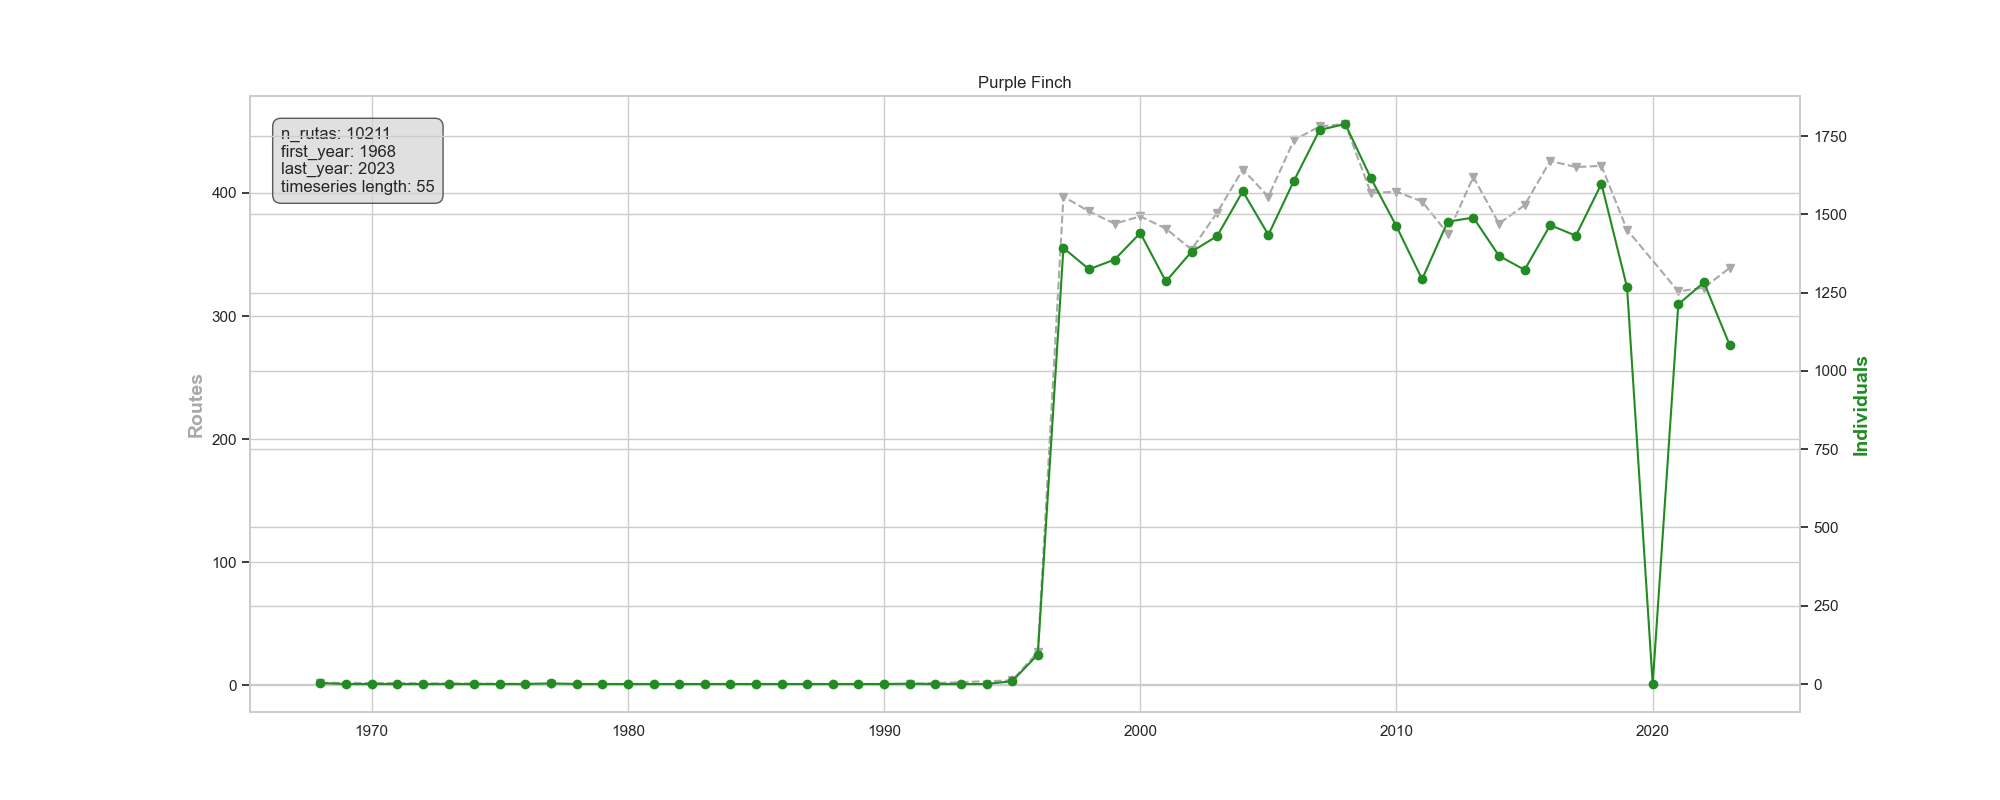 Purple Finch
n_rutas: 10211
first_year: 1968
last_year: 2023
timeseries length: 55
Routes
400
300
200
100
0
1750
1500
1250
1000
750
500
250
0
Individuals
1970
1980
1990
2000
2010
2020